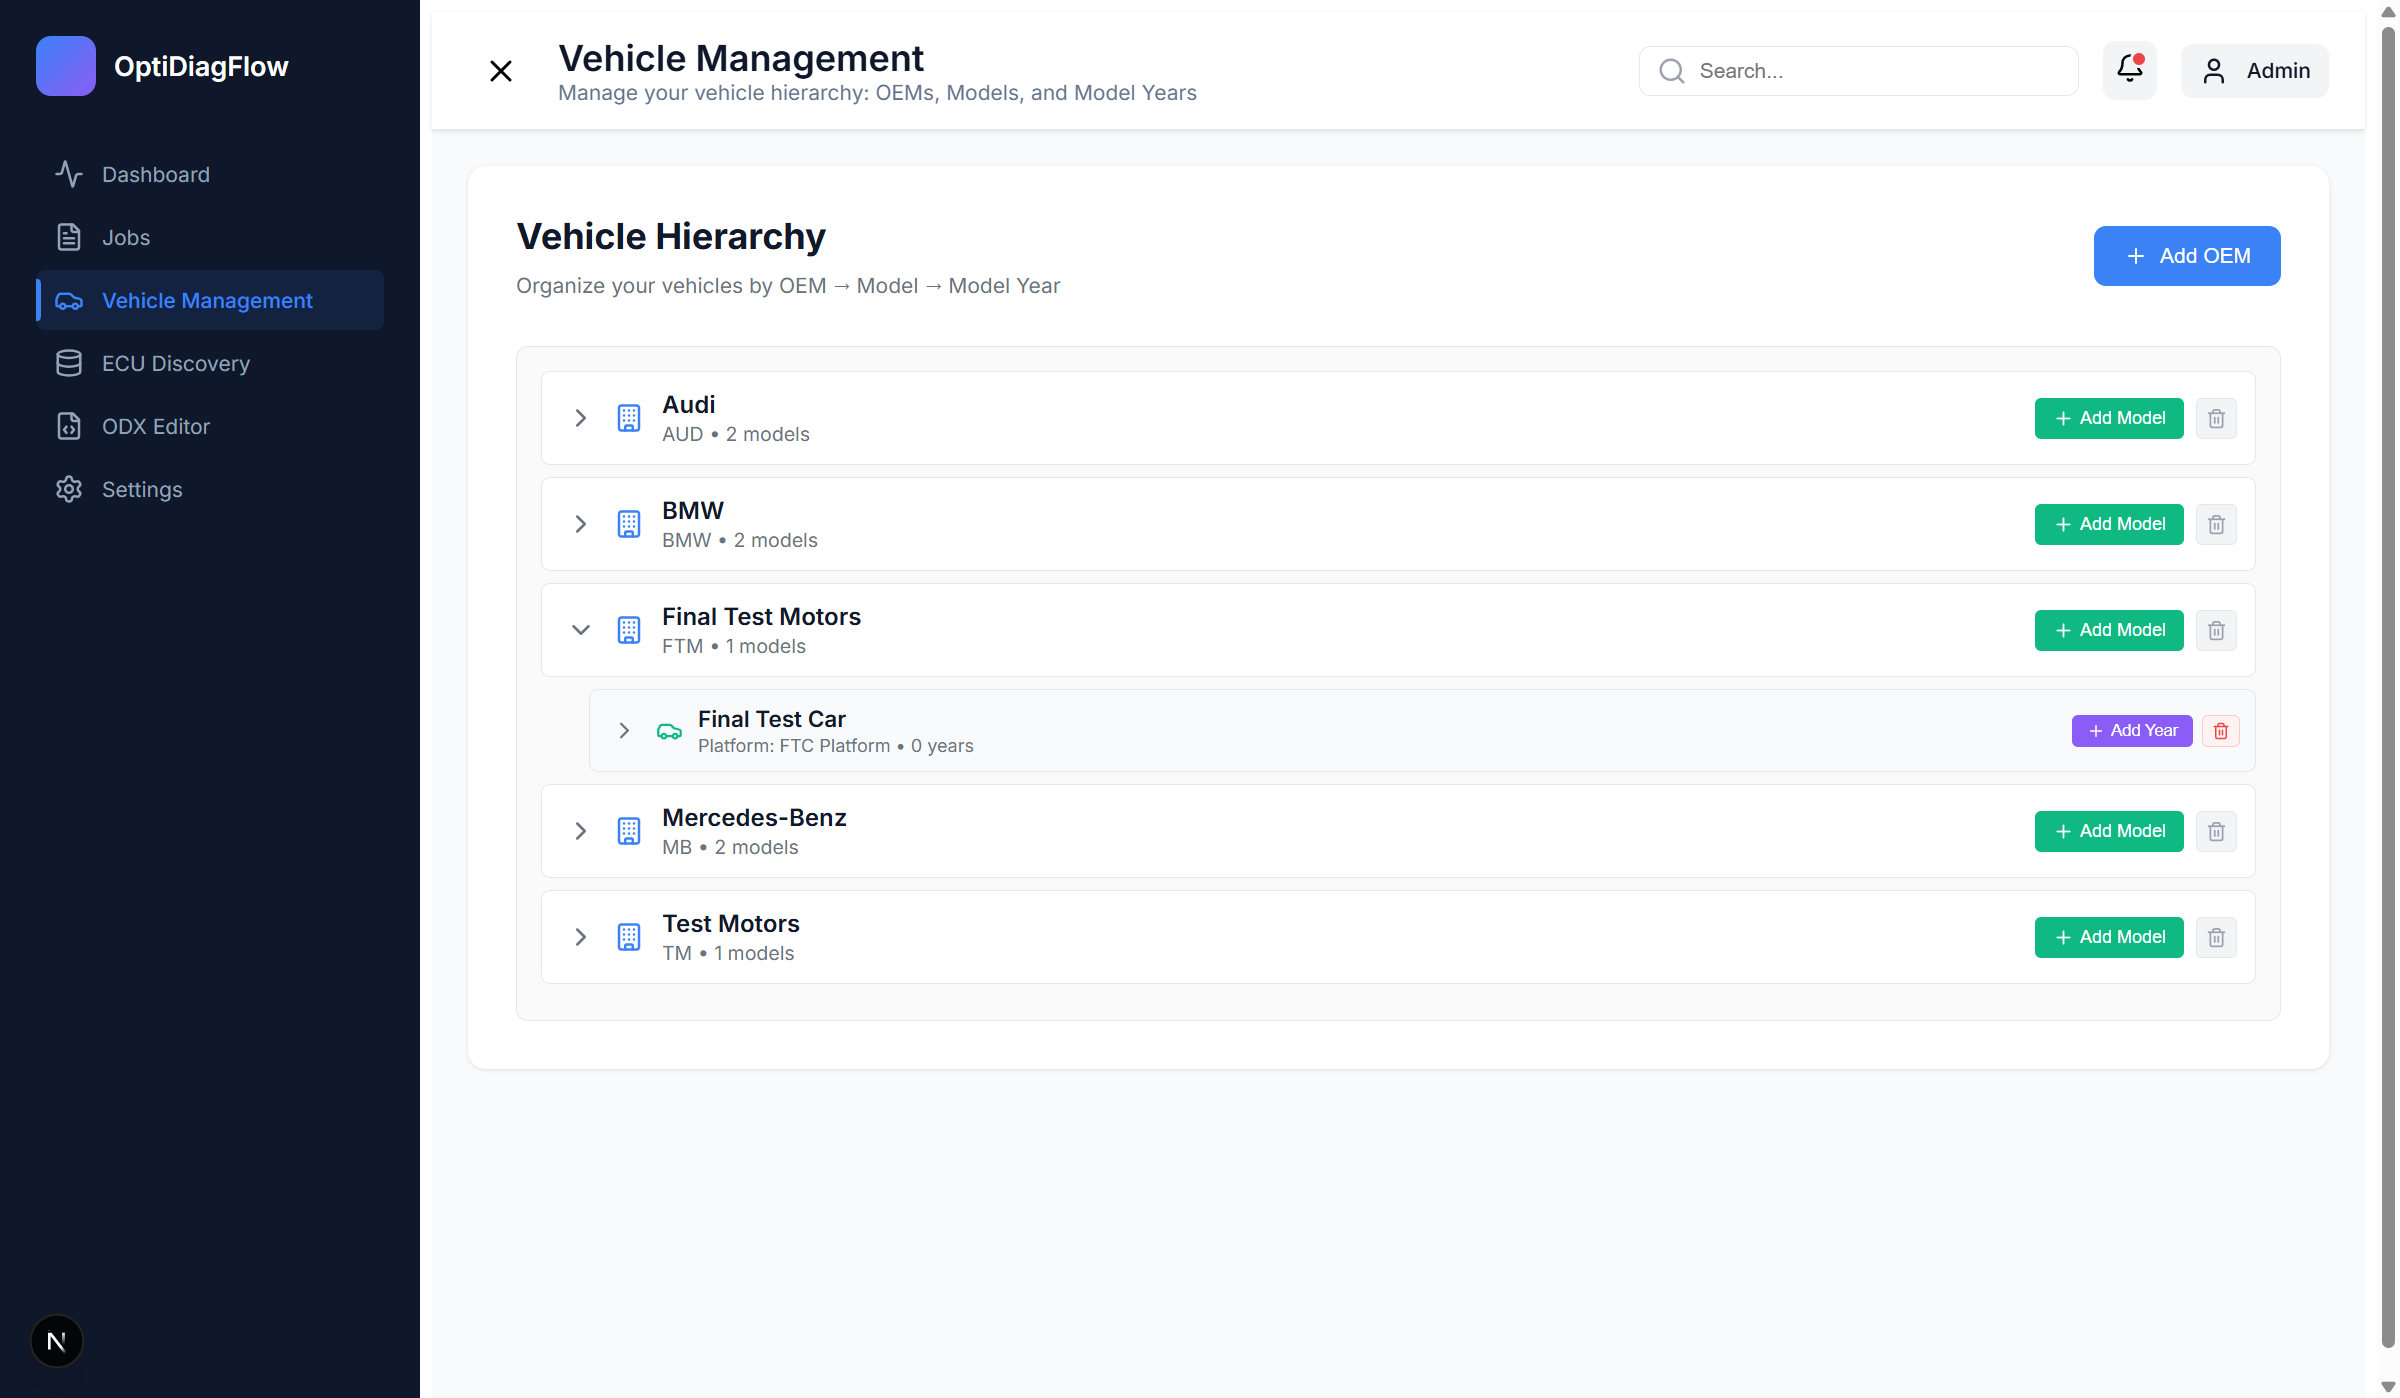 OptiDiagFlow
Dashboard
Jobs
Vehicle Management
ECU Discovery
ODX Editor
Settings
N
Vehicle Management
Manage your vehicle hierarchy: OEMs, Models, and Model Years
Search...
Admin
Vehicle Hierarchy
Organize your vehicles by OEM → Model → Model Year
+ Add OEM
Audi
AUD • 2 models
+ Add Model
BMW
BMW • 2 models
+ Add Model
Final Test Motors
FTM • 1 models
+ Add Model
Final Test Car
Platform: FTC Platform • 0 years
+ Add Year
Mercedes-Benz
MB • 2 models
+ Add Model
Test Motors
TM • 1 models
+ Add Model